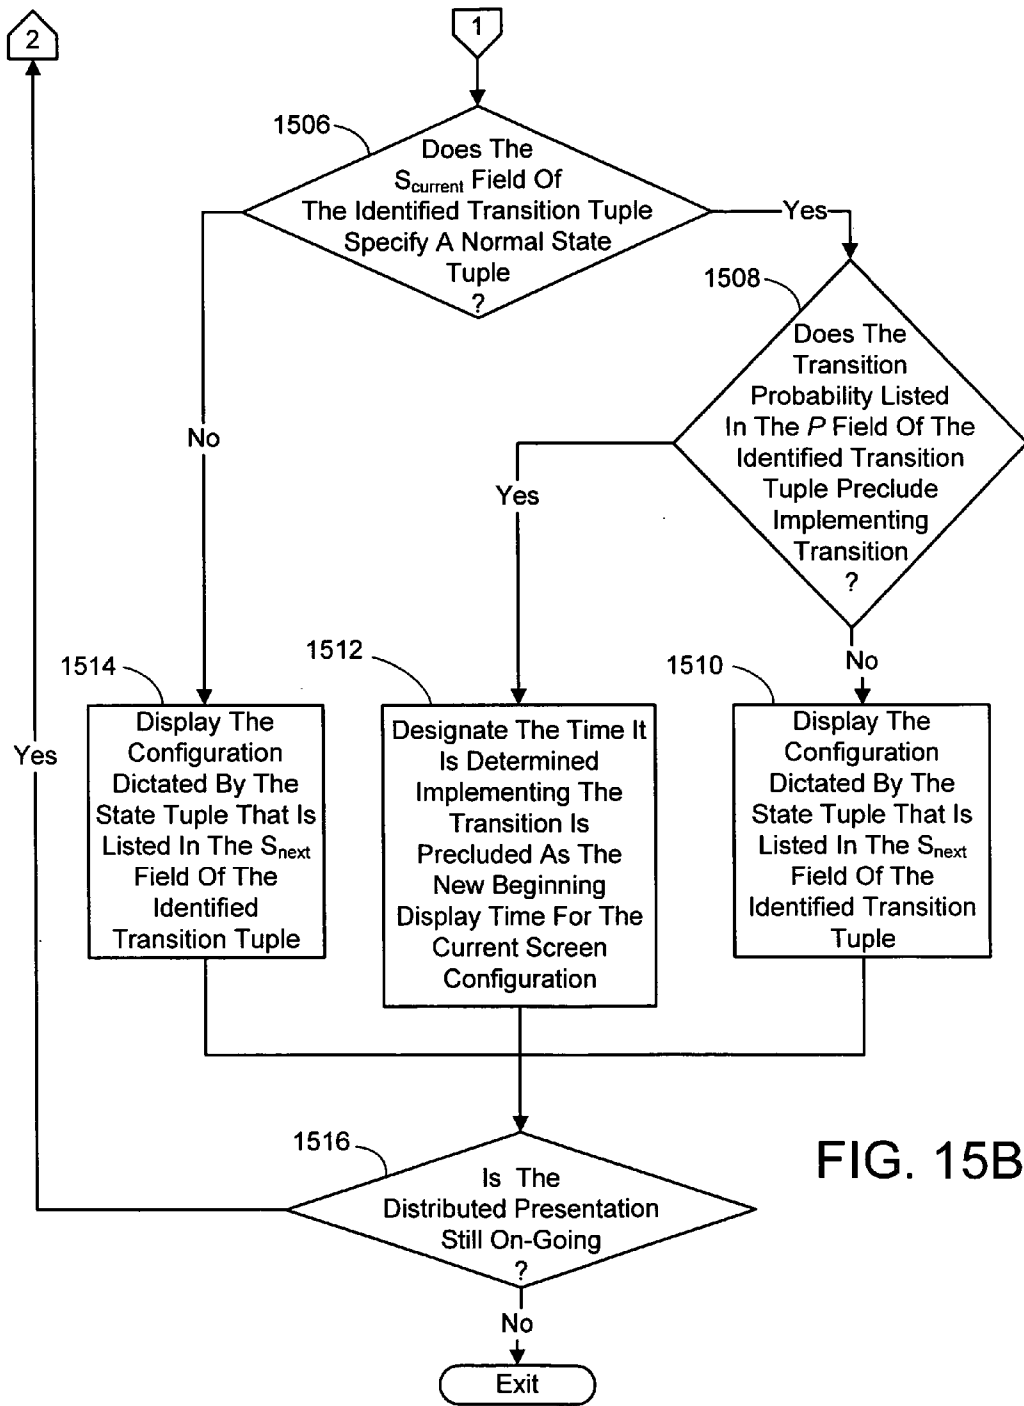 2
1
1506
Does The
Scurrent Field Of
The Identified Transition Tuple
Specify A Normal State
Tuple
?
Yes
No
1508
Does The
Transition
Probability Listed
In The P Field Of The
Identified Transition
Tuple Preclude
Implementing
Transition
?
Yes
No
1514
Display The
Configuration
Dictated By The
State Tuple That Is
Listed In The Snext
Field Of The
Identified
Transition Tuple
1512
Designate The Time It
Is Determined
Implementing The
Transition Is
Precluded As The
New Beginning
Display Time For The
Current Screen
Configuration
1510
Display The
Configuration
Dictated By The
State Tuple That Is
Listed In The Snext
Field Of The
Identified Transition
Tuple
Yes
1516
Is The
Distributed Presentation
Still On-Going
?
No
Exit
FIG. 15B